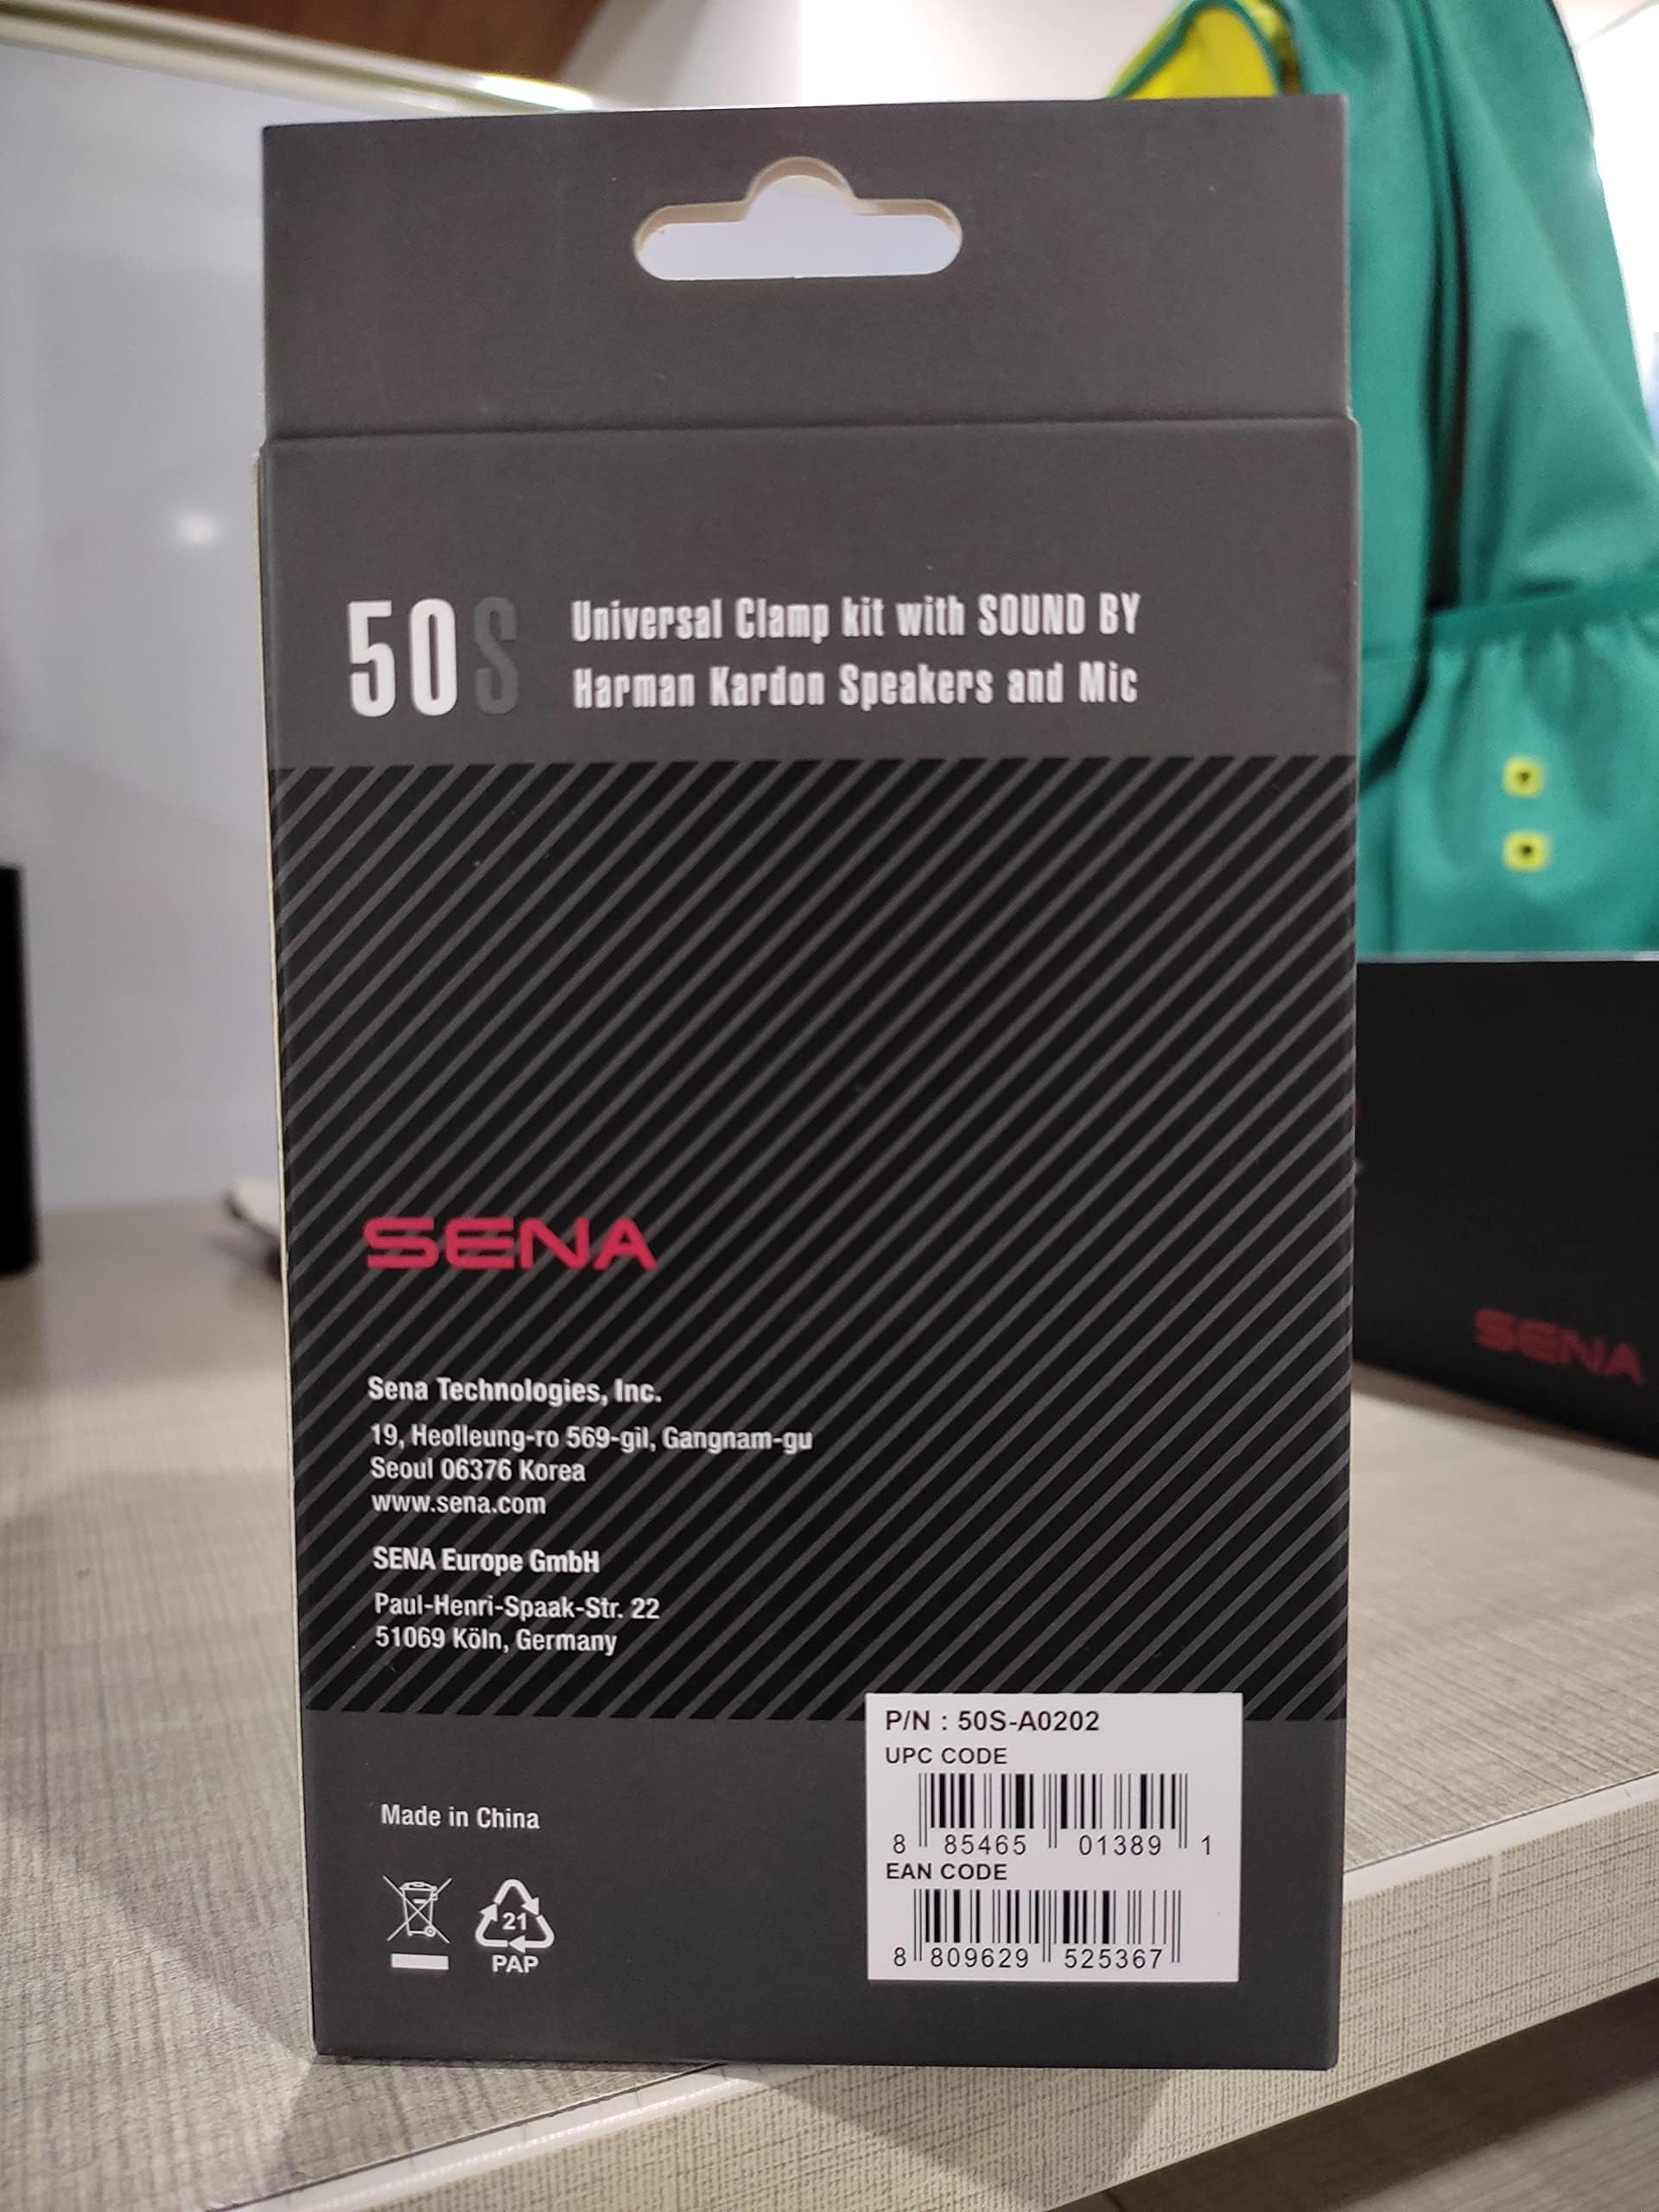 50S
Universal Clamp kit with SOUND BY
Harman Kardon Speakers and Mic
SENA
Sena Technologies, Inc.
19, Heolleung-ro 569-gil, Gangnam-gu
Seoul 06376 Korea
www.sena.com
SENA Europe GmbH
Paul-Henri-Spaak-Str. 22
51069 Köln, Germany
Made in China
21
PAP
P/N : 50S-A0202
UPC CODE
8 85465 01389 1
EAN CODE
8 809629 525367
SENA